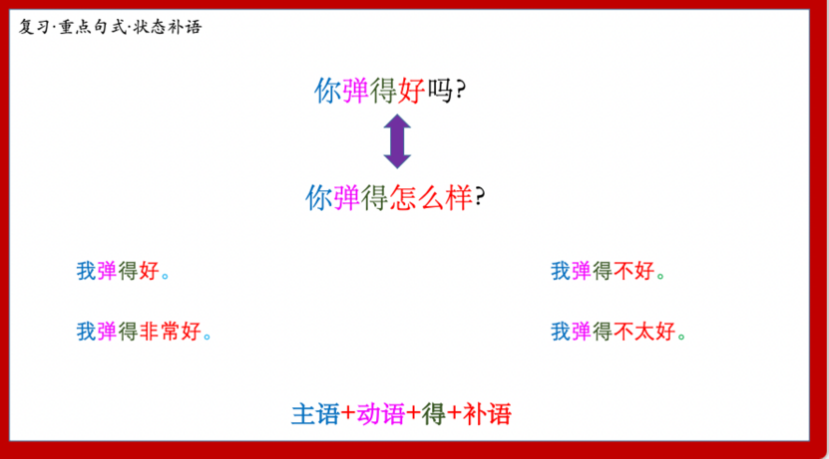 复习·重点句式·状态补语
你弹得好吗?
你弹得怎么样?
我弹得好。
我弹得不好。
我弹得非常好。
我弹得不太好。
主语+动语+得+补语